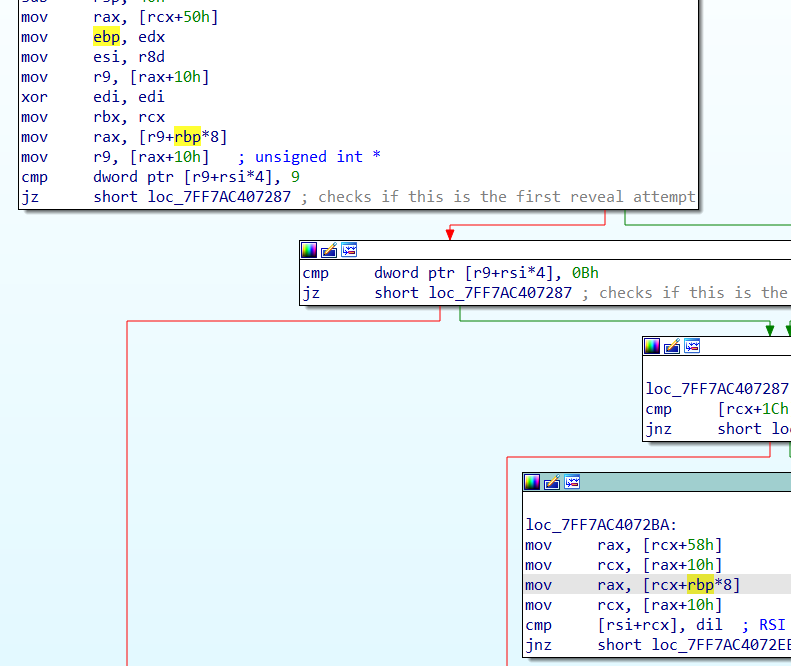 mov rax, [rcx+50h]
mov ebp, edx
mov esi, r8d
mov r9, [rax+10h]
xor edi, edi
mov rbx, rcx
mov rax, [r9+rbp*8]
mov r9, [rax+10h] ; unsigned int *
cmp dword ptr [r9+rsi*4], 9
jz short loc_7FF7AC407287 ; checks if this is the first reveal attempt
cmp dword ptr [r9+rsi*4], 0Bh
jz short loc_7FF7AC407287 ; checks if this is the
loc_7FF7AC407287
cmp [rcx+1Ch
jnz short loc
loc_7FF7AC4072BA:
mov rax, [rcx+58h]
mov rcx, [rax+10h]
mov rax, [rcx+rbp*8]
mov rcx, [rax+10h]
cmp [rsi+rcx], dil ; RSI
jnz short loc_7FF7AC4072EE